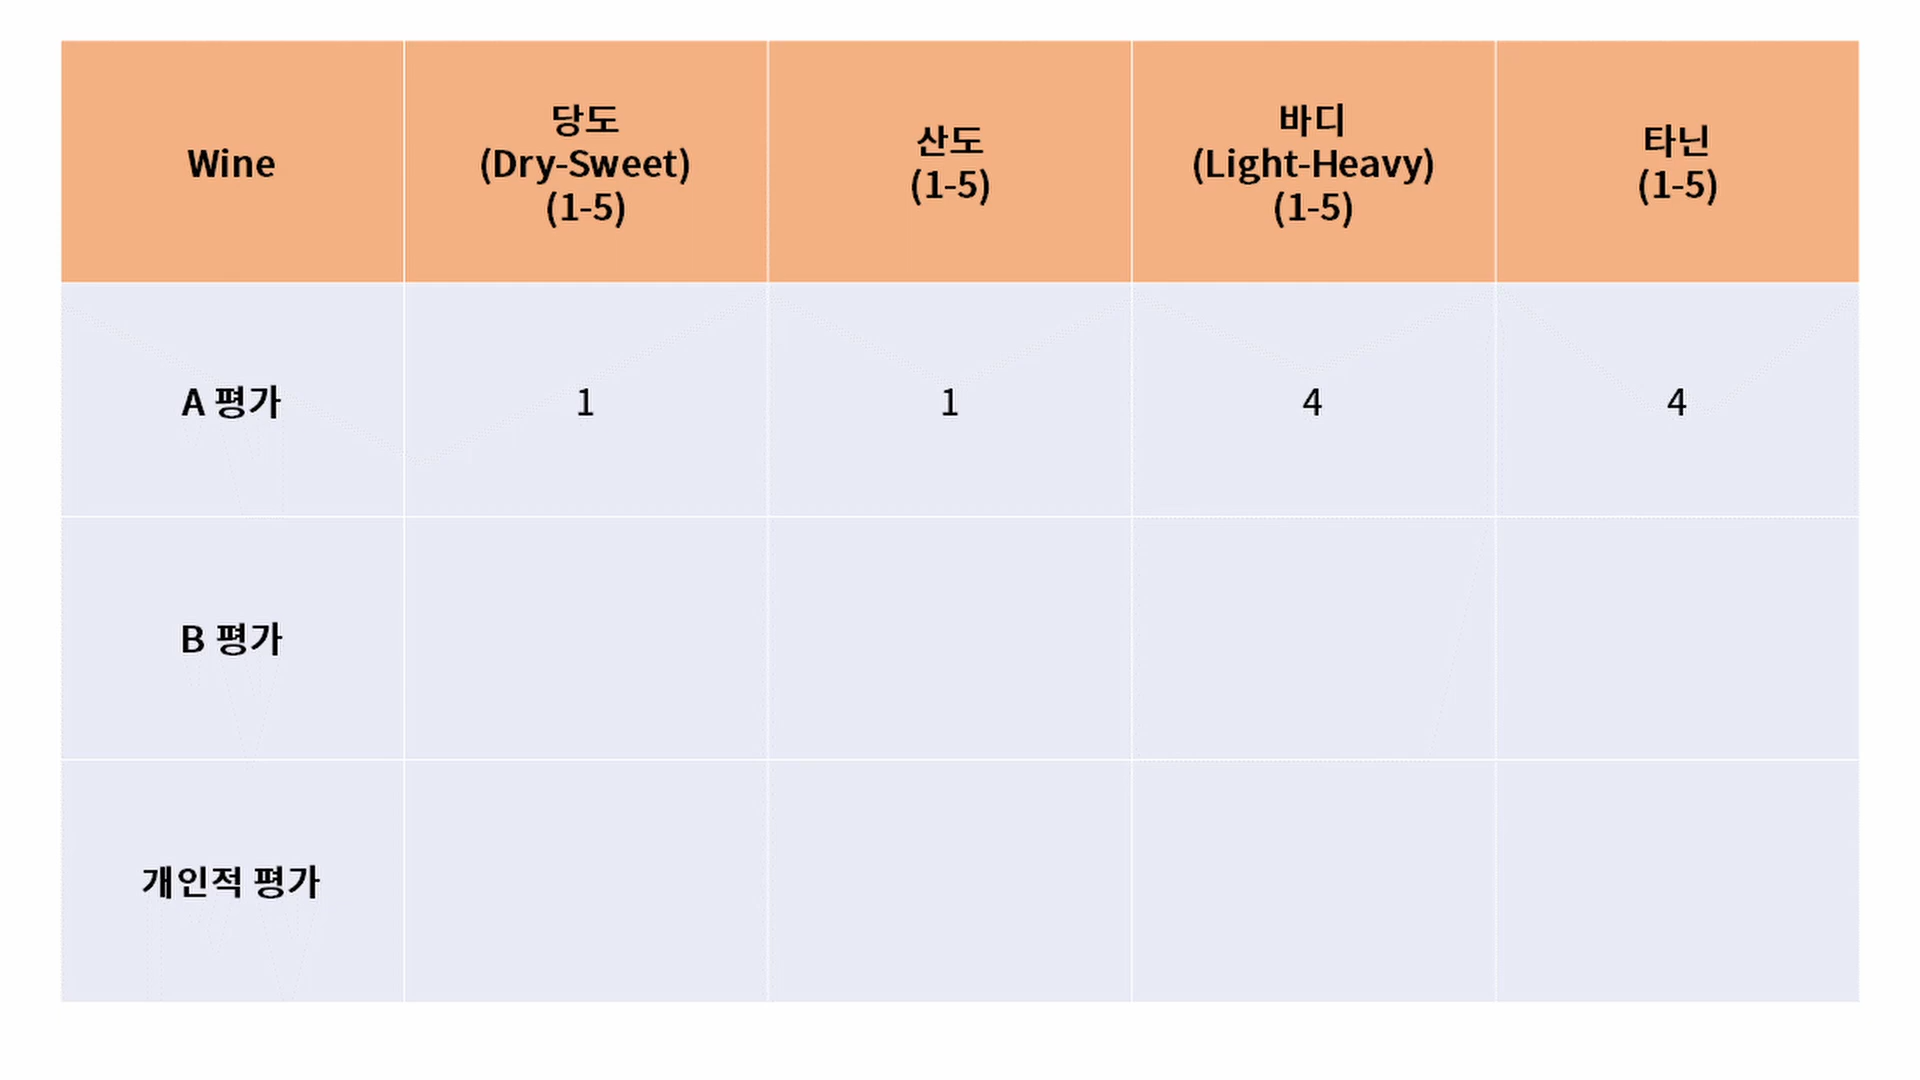 Wine
당도
(Dry-Sweet)
(1-5)
산도
(1-5)
바디
(Light-Heavy)
(1-5)
타닌
(1-5)
A 평가
1
1
4
4
B 평가
개인적 평가